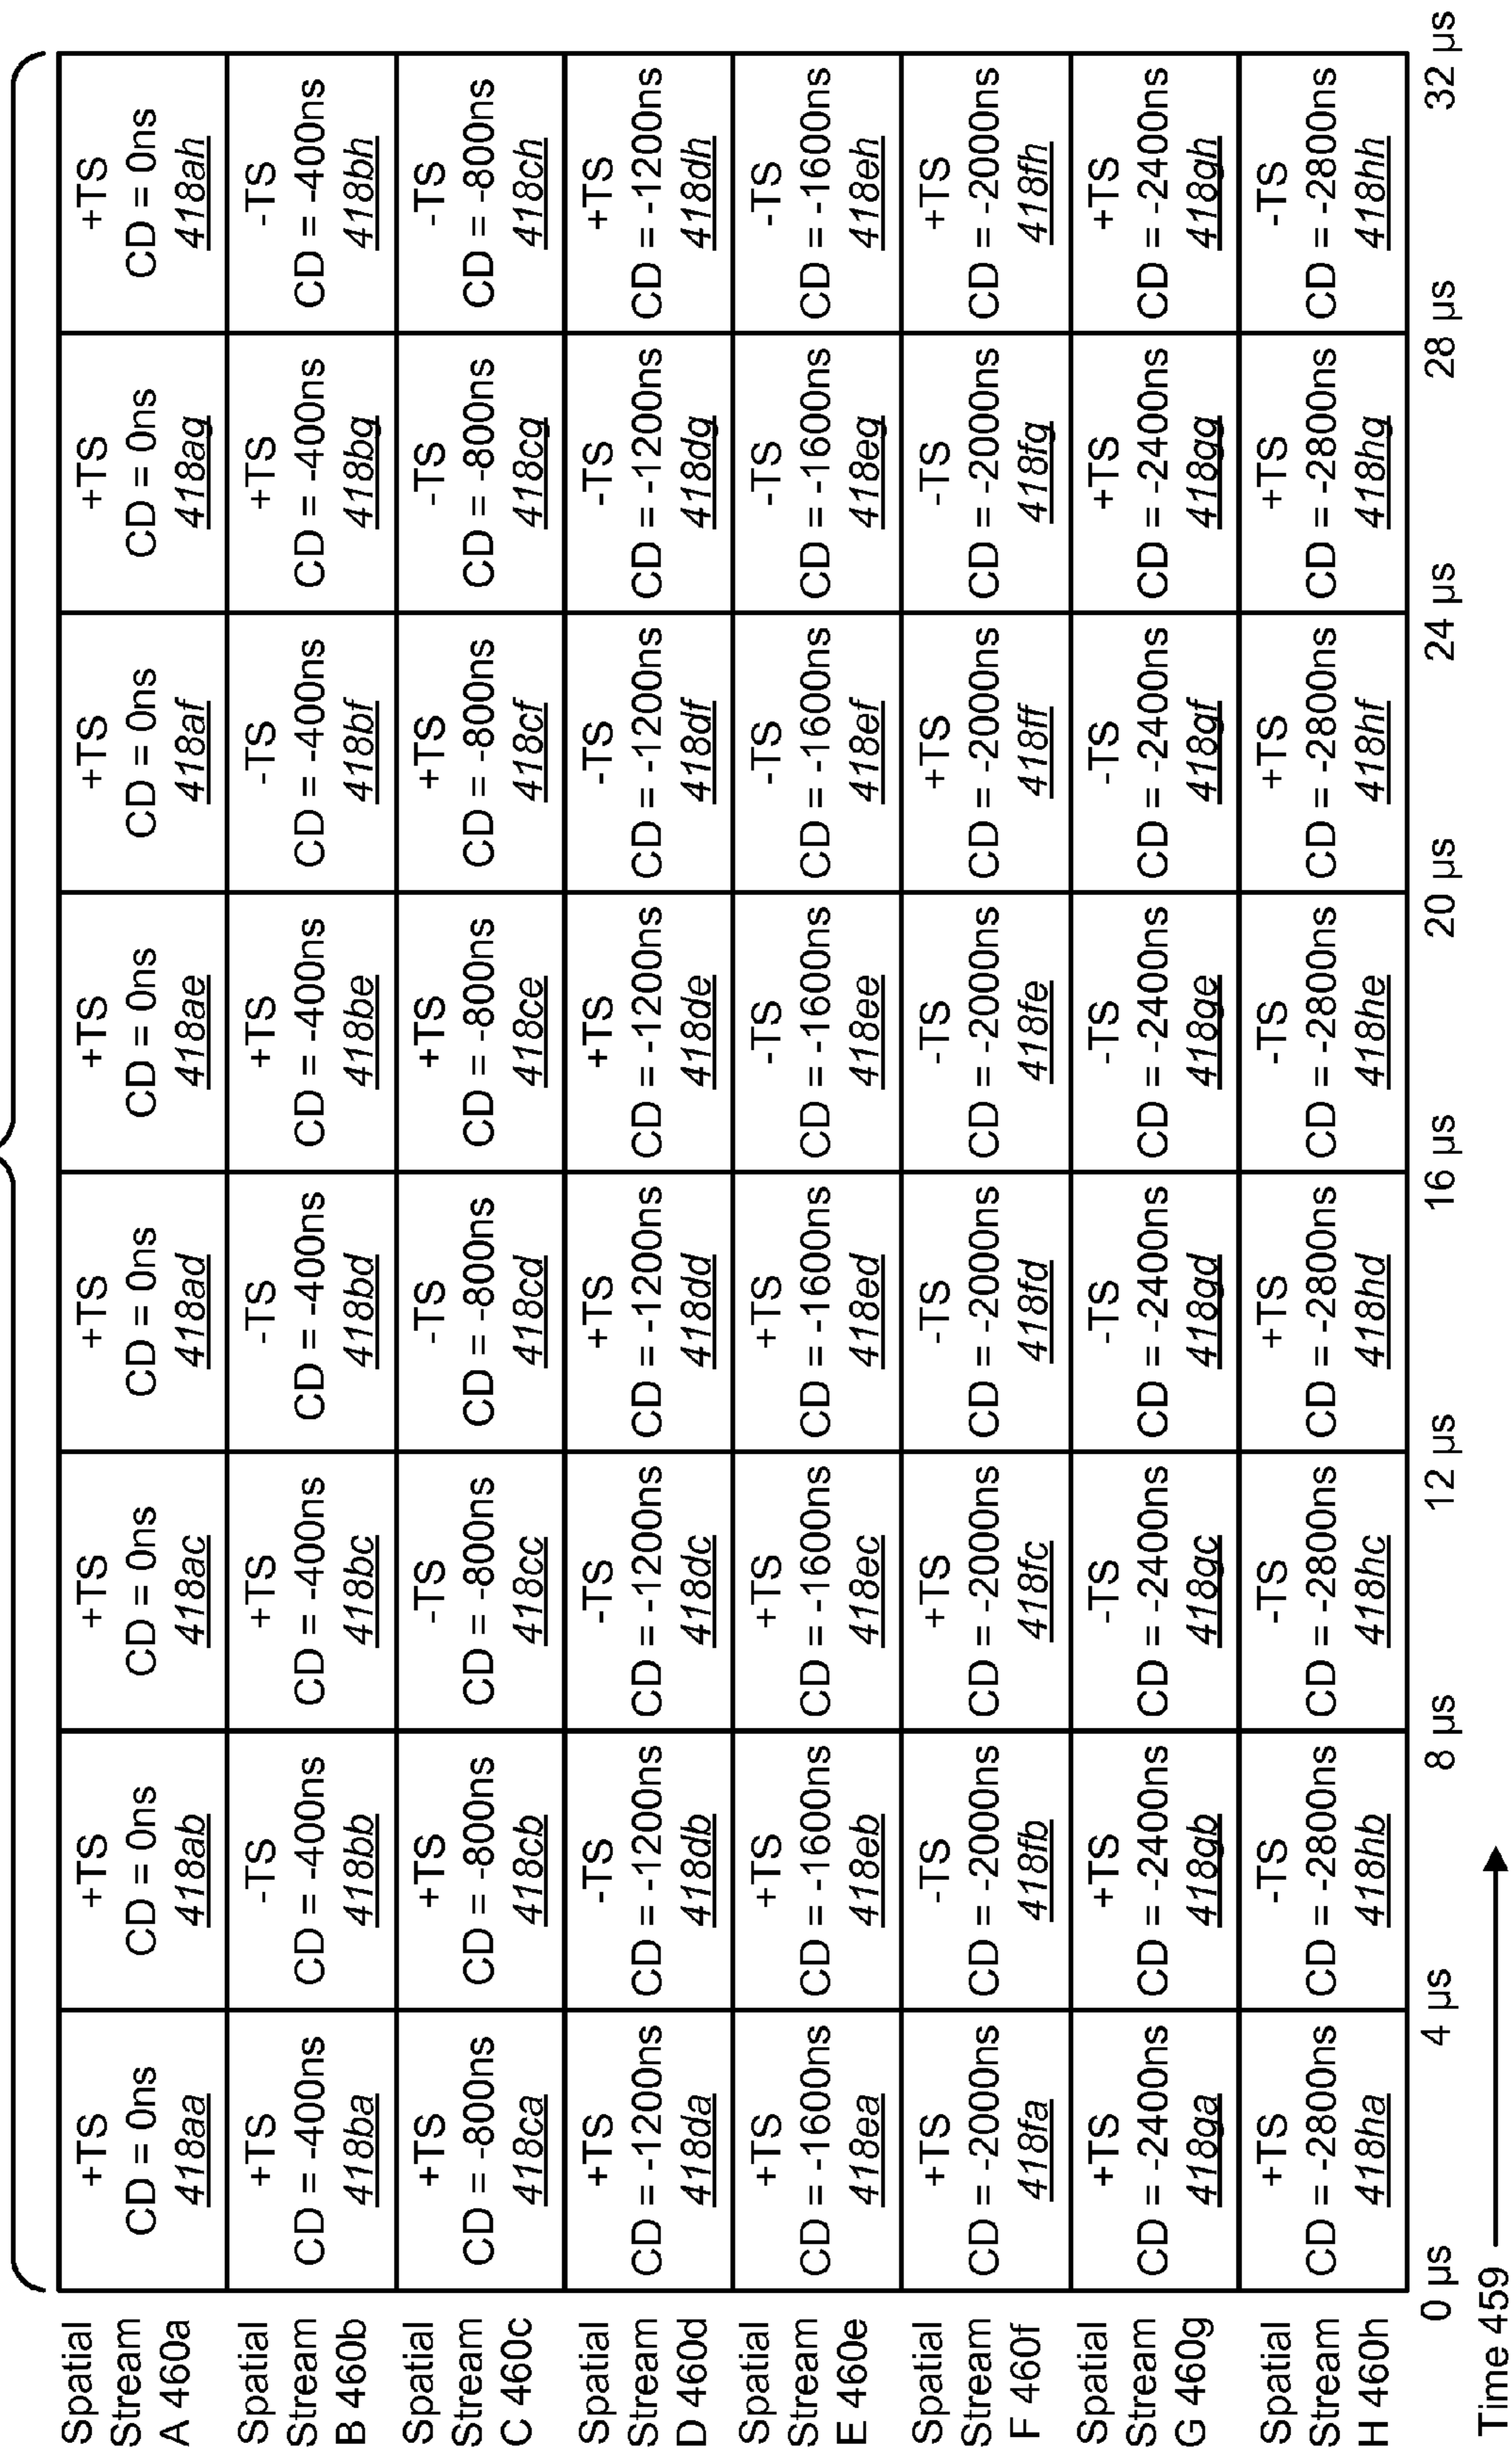 Spatial
Stream
A 460a
+TS
CD = 0ns
418aa
+TS
CD = 0ns
418ab
+TS
CD = 0ns
418ac
+TS
CD = 0ns
418ad
+TS
CD = 0ns
418ae
+TS
CD = 0ns
418af
+TS
CD = 0ns
418ag
+TS
CD = 0ns
418ah
Spatial
Stream
B 460b
+TS
CD = -400ns
418ba
-TS
CD = -400ns
418bb
+TS
CD = -400ns
418bc
-TS
CD = -400ns
418bd
+TS
CD = -400ns
418be
-TS
CD = -400ns
418bf
+TS
CD = -400ns
418bg
-TS
CD = -400ns
418bh
Spatial
Stream
C 460c
+TS
CD = -800ns
418ca
+TS
CD = -800ns
418cb
-TS
CD = -800ns
418cc
-TS
CD = -800ns
418cd
+TS
CD = -800ns
418ce
+TS
CD = -800ns
418cf
-TS
CD = -800ns
418cg
-TS
CD = -800ns
418ch
Spatial
Stream
D 460d
+TS
CD = -1200ns
418da
-TS
CD = -1200ns
418db
-TS
CD = -1200ns
418dc
+TS
CD = -1200ns
418dd
+TS
CD = -1200ns
418de
-TS
CD = -1200ns
418df
-TS
CD = -1200ns
418dg
+TS
CD = -1200ns
418dh
Spatial
Stream
E 460e
+TS
CD = -1600ns
418ea
+TS
CD = -1600ns
418eb
+TS
CD = -1600ns
418ec
+TS
CD = -1600ns
418ed
-TS
CD = -1600ns
418ee
-TS
CD = -1600ns
418ef
-TS
CD = -1600ns
418eg
-TS
CD = -1600ns
418eh
Spatial
Stream
F 460f
+TS
CD = -2000ns
418fa
-TS
CD = -2000ns
418fb
+TS
CD = -2000ns
418fc
-TS
CD = -2000ns
418fd
-TS
CD = -2000ns
418fe
+TS
CD = -2000ns
418ff
-TS
CD = -2000ns
418fg
+TS
CD = -2000ns
418fh
Spatial
Stream
G 460g
+TS
CD = -2400ns
418ga
+TS
CD = -2400ns
418gb
-TS
CD = -2400ns
418gc
-TS
CD = -2400ns
418gd
-TS
CD = -2400ns
418ge
-TS
CD = -2400ns
418gf
+TS
CD = -2400ns
418gg
+TS
CD = -2400ns
418gh
Spatial
Stream
H 460h
+TS
CD = -2800ns
418ha
-TS
CD = -2800ns
418hb
-TS
CD = -2800ns
418hc
+TS
CD = -2800ns
418hd
-TS
CD = -2800ns
418he
+TS
CD = -2800ns
418hf
+TS
CD = -2800ns
418hg
-TS
CD = -2800ns
418hh
0 µs 4 µs 8 µs 12 µs 16 µs 20 µs 24 µs 28 µs 32 µs
Time 459